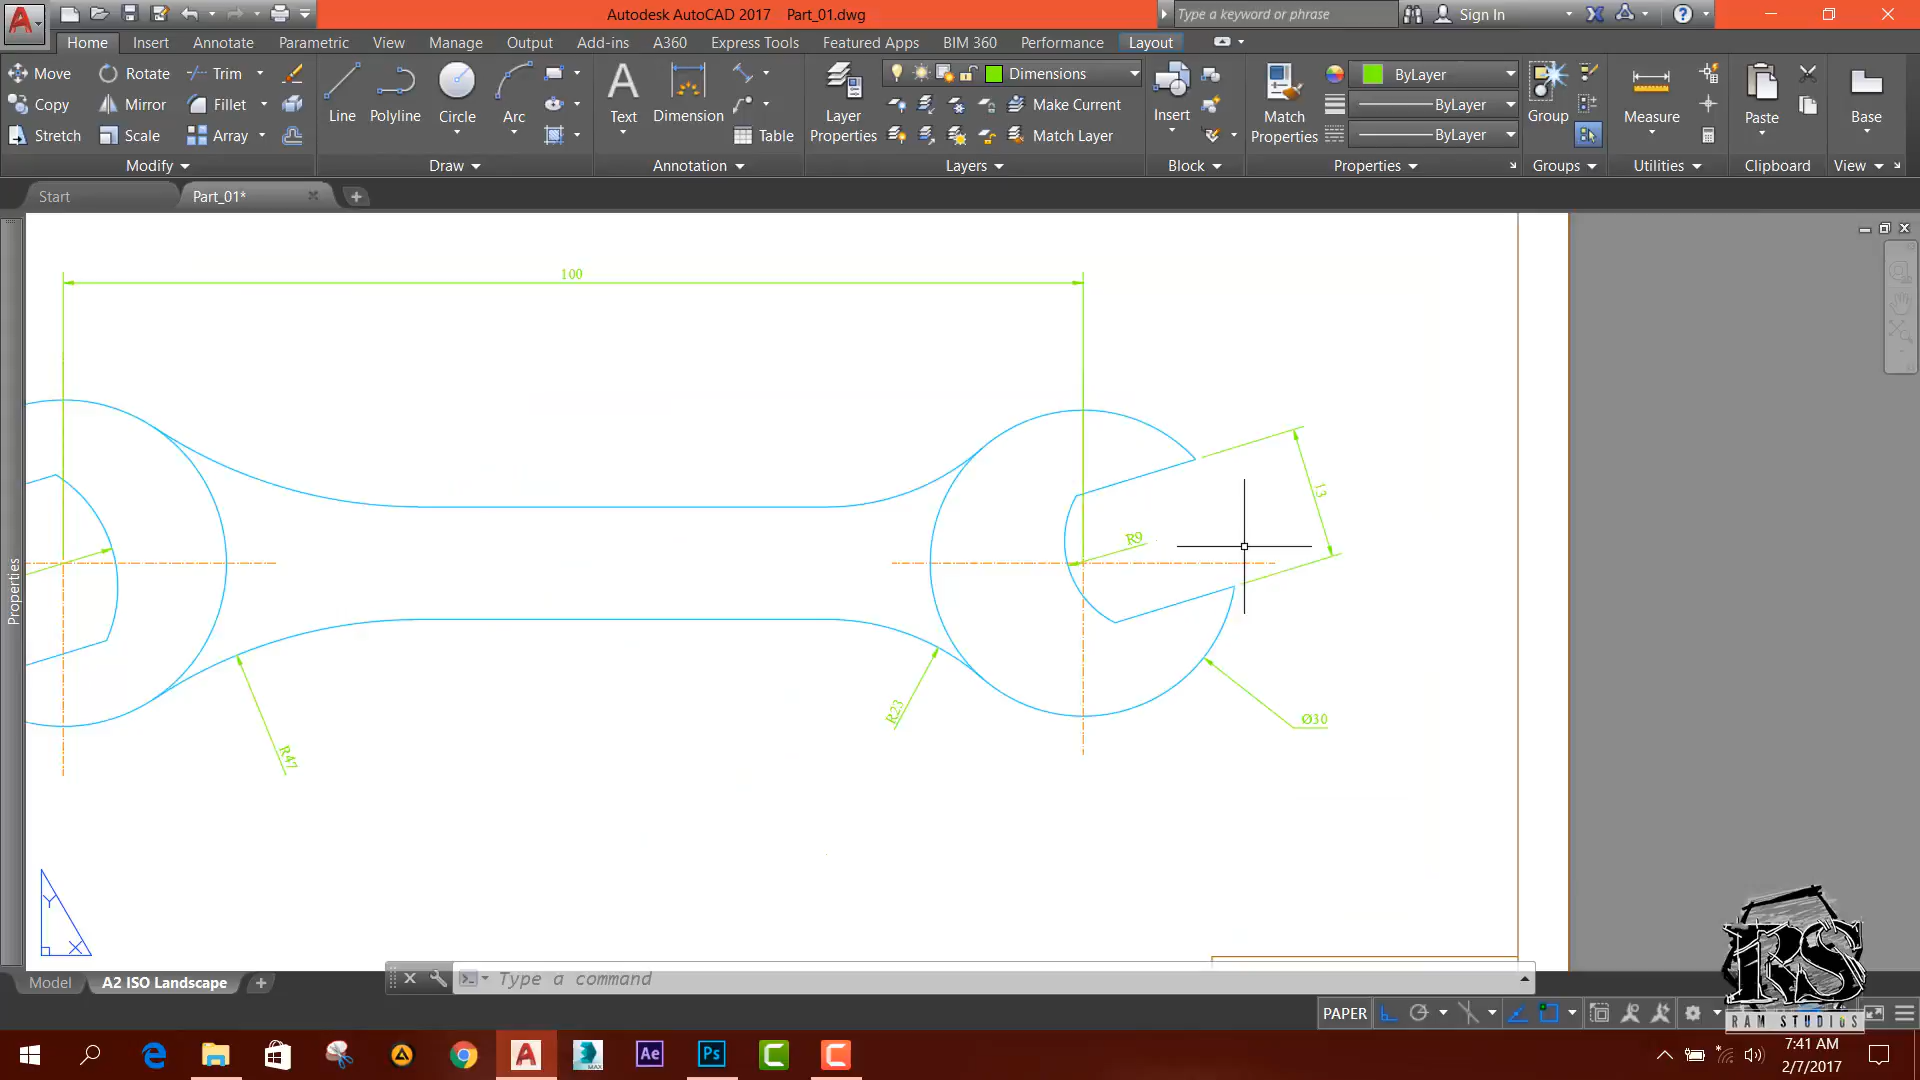 Autodesk AutoCAD 2017 Part_01.dwg
Type a keyword or phrase
Sign In
Home Insert Annotate Parametric View Manage Output Add-ins A360 Express Tools Featured Apps BIM 360 Performance Layout
Move Rotate Trim
Copy Mirror Fillet
Stretch Scale Array
Modify
Line Polyline Circle Arc
Draw
Text Dimension Table
Annotation
Layer Properties
Dimensions
Make Current
Match Layer
Layers
Insert
Block
Match Properties
ByLayer
ByLayer
ByLayer
Properties
Group
Groups
Measure
Utilities
Paste
Clipboard
Base
View
Start
Part_01*
100
13
R9
R23
Ø30
R47
Properties
Y
X
Model
A2 ISO Landscape
Type a command
PAPER
RS
RAM STUDIOS
Ae
Ps
MAX
7:41 AM
2/7/2017